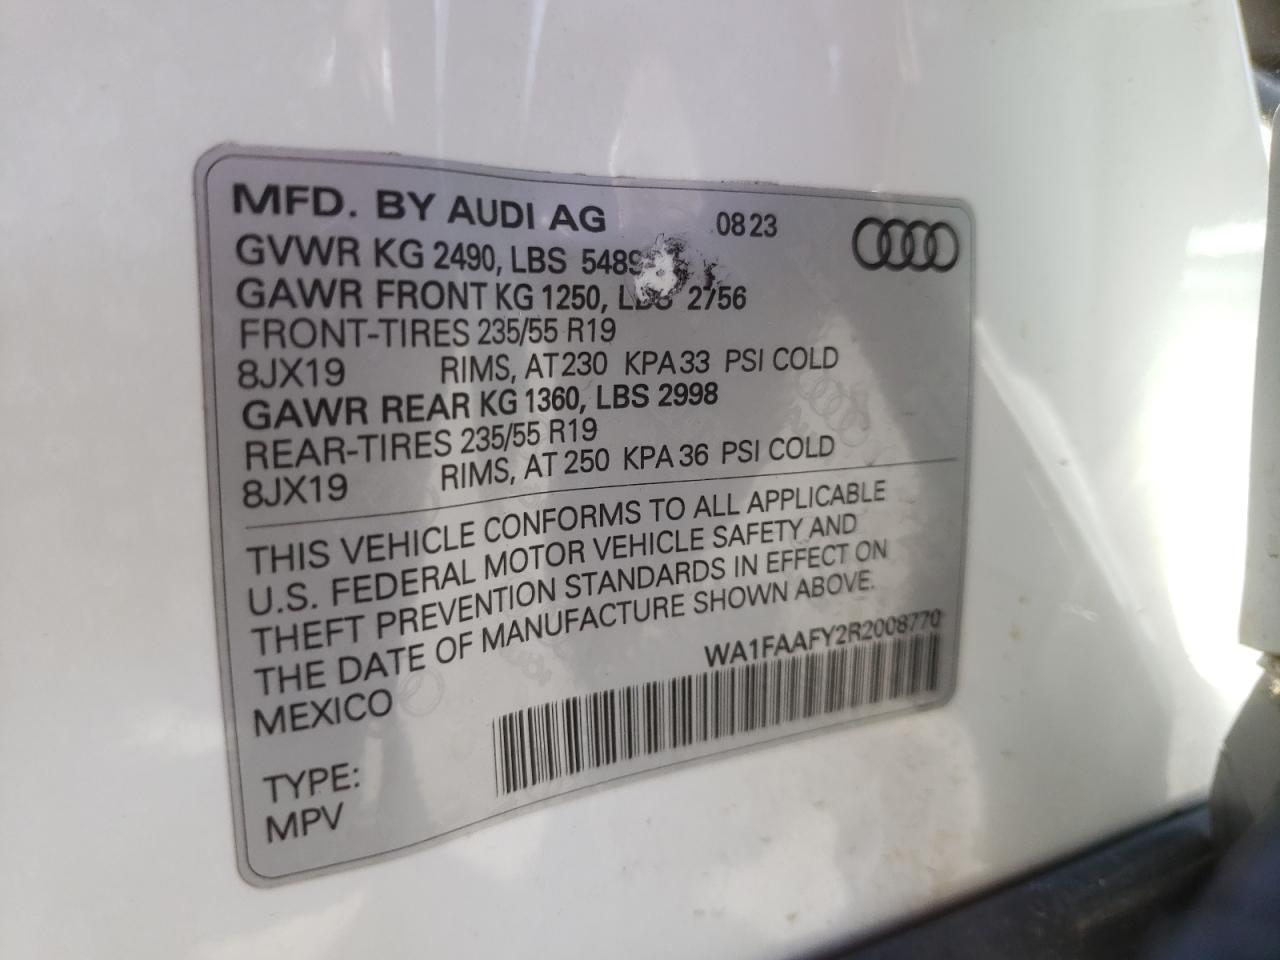 MFD. BY AUDI AG 0823
GVWR KG 2490, LBS 5489
GAWR FRONT KG 1250, LBS 2756
FRONT-TIRES 235/55 R19
8JX19 RIMS, AT 230 KPA 33 PSI COLD
GAWR REAR KG 1360, LBS 2998
REAR-TIRES 235/55 R19
8JX19 RIMS, AT 250 KPA 36 PSI COLD
THIS VEHICLE CONFORMS TO ALL APPLICABLE
U.S. FEDERAL MOTOR VEHICLE SAFETY AND
THEFT PREVENTION STANDARDS IN EFFECT ON
THE DATE OF MANUFACTURE SHOWN ABOVE.
WA1FAAFY2R2008770
MEXICO
TYPE:
MPV